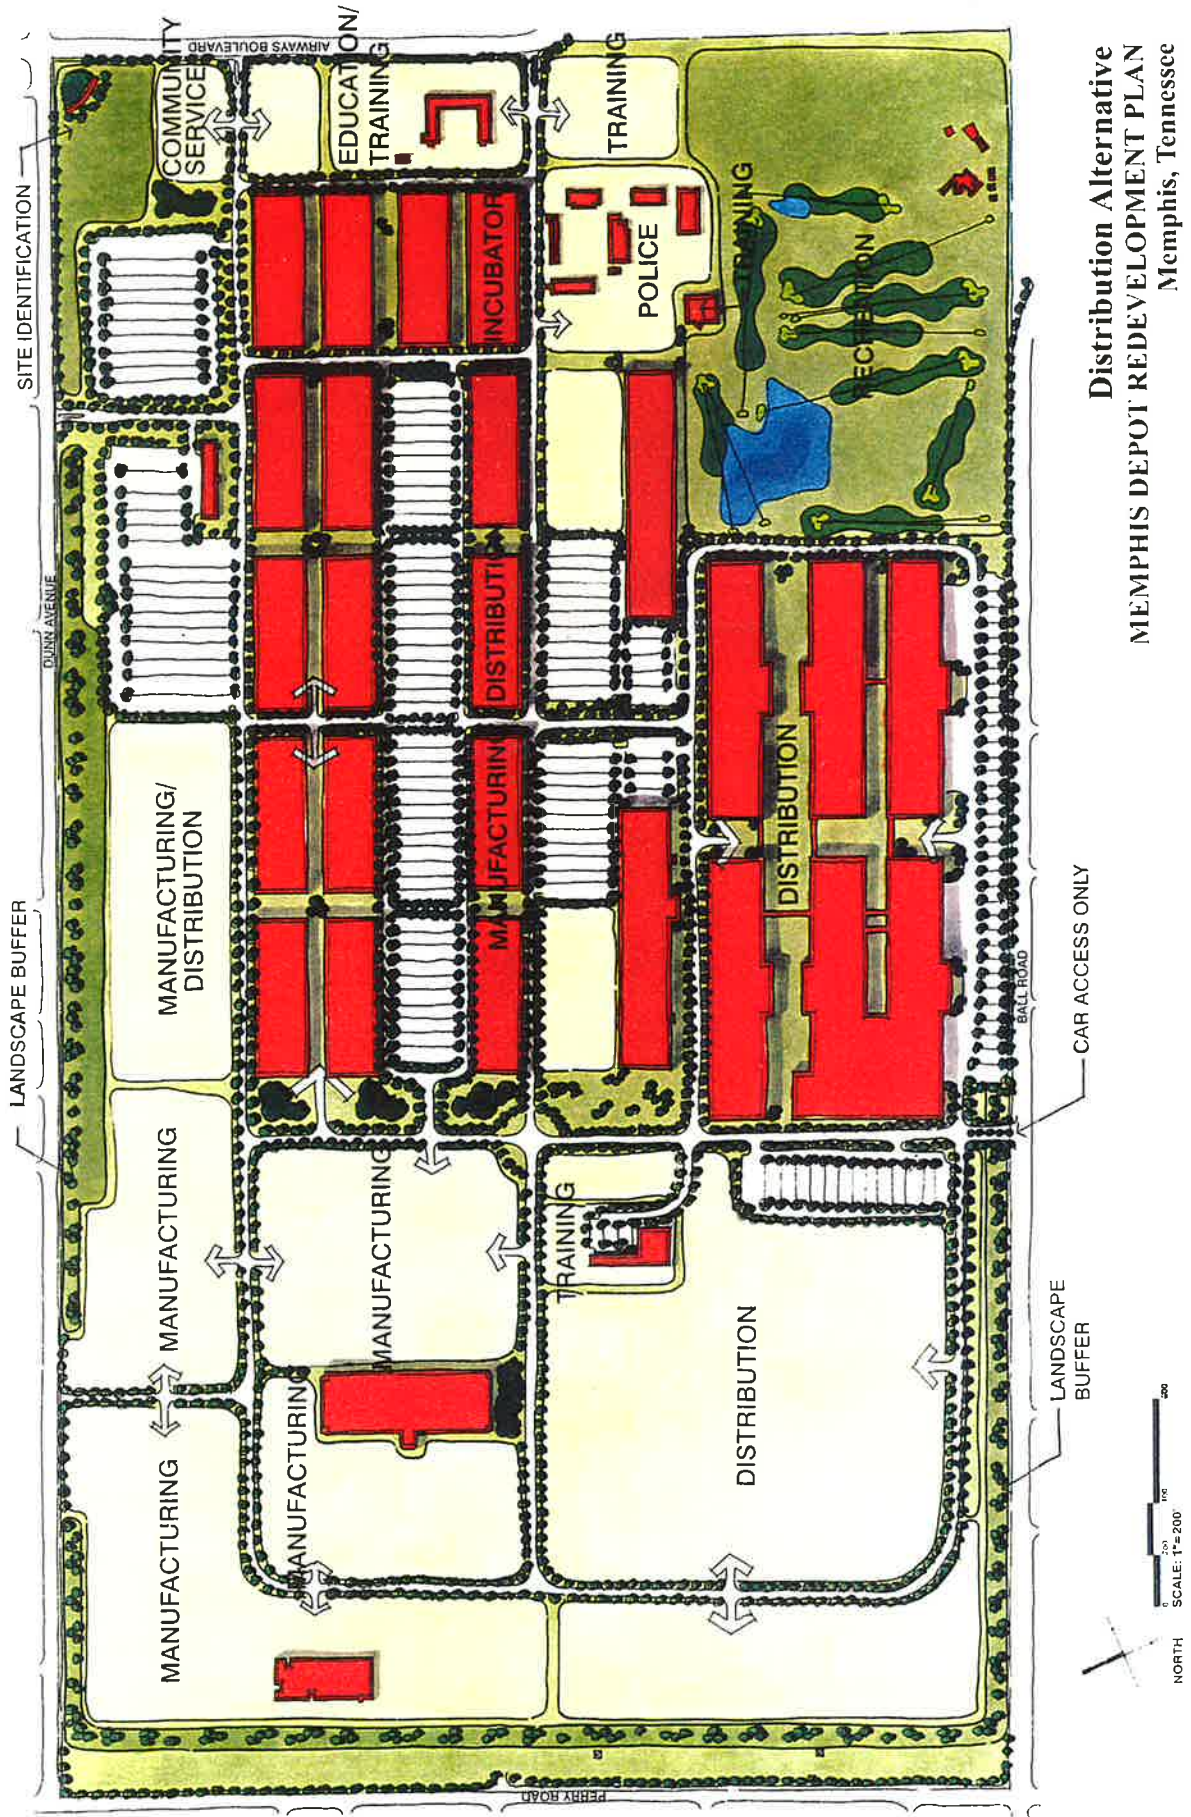 SITE IDENTIFICATION
LANDSCAPE BUFFER
DUNN AVENUE
AIRWAYS BOULEVARD
COMMUNITY
SERVICE
EDUCATION/
TRAINING
TRAINING
INCUBATOR
POLICE
TRAINING
RECREATION
MANUFACTURING/
DISTRIBUTION
DISTRIBUTION
MANUFACTURING
DISTRIBUTION
MANUFACTURING
MANUFACTURING
MANUFACTURING
MANUFACTURING
TRAINING
DISTRIBUTION
PERRY ROAD
BALL ROAD
CAR ACCESS ONLY
LANDSCAPE
BUFFER
Distribution Alternative
MEMPHIS DEPOT REDEVELOPMENT PLAN
Memphis, Tennessee
NORTH
SCALE: 1"=200'
0